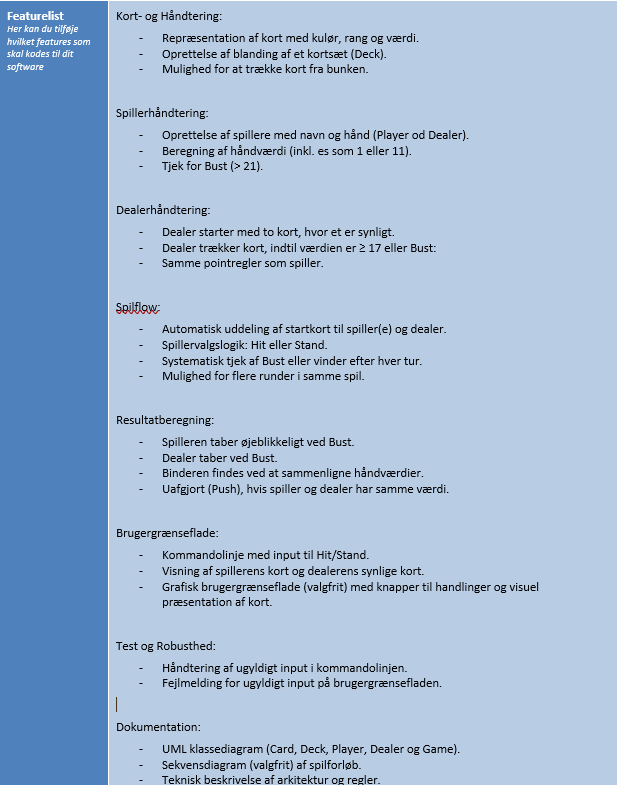 Featurelist
Her kan du tilføje
hvilket features som
skal kodes til dit
software
Kort- og Håndtering:
- Repræsentation af kort med kulør, rang og værdi.
- Oprettelse af blanding af et kortsæt (Deck).
- Mulighed for at trække kort fra bunken.
Spillerhåndtering:
- Oprettelse af spillere med navn og hånd (Player od Dealer).
- Beregning af håndværdi (inkl. es som 1 eller 11).
- Tjek for Bust (> 21).
Dealerhåndtering:
- Dealer starter med to kort, hvor et er synligt.
- Dealer trækker kort, indtil værdien er ≥ 17 eller Bust:
- Samme pointregler som spiller.
Spilflow:
- Automatisk uddeling af startkort til spiller(e) og dealer.
- Spillervalgslogik: Hit eller Stand.
- Systematisk tjek af Bust eller vinder efter hver tur.
- Mulighed for flere runder i samme spil.
Resultatberegning:
- Spilleren taber øjeblikkeligt ved Bust.
- Dealer taber ved Bust.
- Binderen findes ved at sammenligne håndværdier.
- Uafgjort (Push), hvis spiller og dealer har samme værdi.
Brugergrænseflade:
- Kommandolinje med input til Hit/Stand.
- Visning af spillerens kort og dealerens synlige kort.
- Grafisk brugergrænseflade (valgfrit) med knapper til handlinger og visuel
præsentation af kort.
Test og Robusthed:
- Håndtering af ugyldigt input i kommandolinjen.
- Fejlmelding for ugyldigt input på brugergrænsefladen.
Dokumentation:
- UML klassediagram (Card, Deck, Player, Dealer og Game).
- Sekvensdiagram (valgfrit) af spilforløb.
- Teknisk beskrivelse af arkitektur og regler.